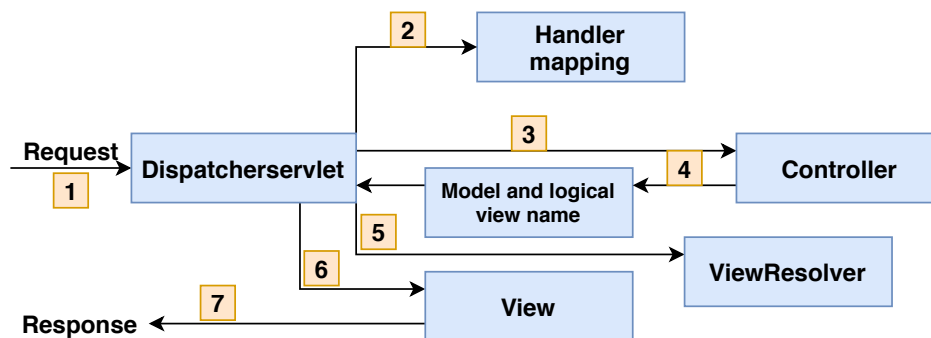 2
Handler
mapping
Request
1
Dispatcherservlet
3
4
Controller
Model and logical
view name
5
ViewResolver
6
View
7
Response